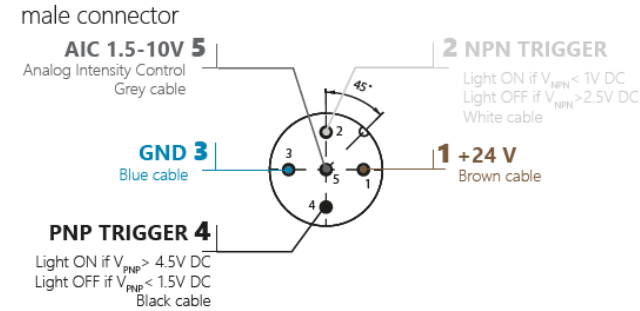 male connector
AIC 1.5-10V 5
Analog Intensity Control
Grey cable
2 NPN TRIGGER
Light ON if VNPN< 1V DC
Light OFF if VNPN>2.5V DC
White cable
45°
2
GND 3
Blue cable
3
5
1
1 +24 V
Brown cable
4
PNP TRIGGER 4
Light ON if VPNP> 4.5V DC
Light OFF if VPNP< 1.5V DC
Black cable